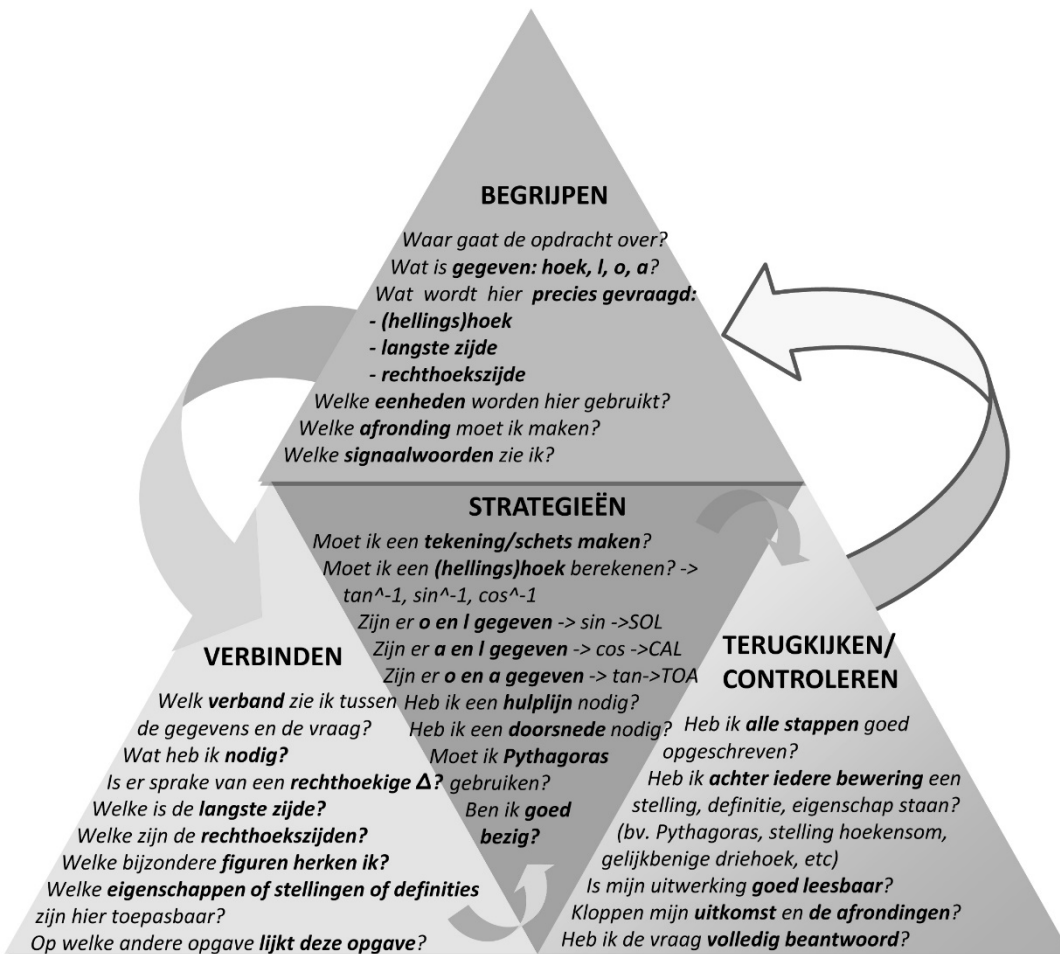 BEGRIJPEN
Waar gaat de opdracht over?
Wat is gegeven: hoek, l, o, a?
Wat wordt hier precies gevraagd:
- (hellings)hoek
- langste zijde
- rechthoekszijde
Welke eenheden worden hier gebruikt?
Welke afronding moet ik maken?
Welke signaalwoorden zie ik?
STRATEGIEËN
Moet ik een tekening/schets maken?
Moet ik een (hellings)hoek berekenen? ->
tan^-1, sin^-1, cos^-1
Zijn er o en l gegeven -> sin ->SOL
Zijn er a en l gegeven -> cos ->CAL
Zijn er o en a gegeven -> tan->TOA
Heb ik een hulplijn nodig?
Heb ik een doorsnede nodig?
Moet ik Pythagoras
gebruiken?
Ben ik goed
bezig?
VERBINDEN
Welk verband zie ik tussen
de gegevens en de vraag?
Wat heb ik nodig?
Is er sprake van een rechthoekige Δ?
Welke is de langste zijde?
Welke zijn de rechthoekszijden?
Welke bijzondere figuren herken ik?
Welke eigenschappen of stellingen of definities
zijn hier toepasbaar?
Op welke andere opgave lijkt deze opgave?
TERUGKIJKEN/
CONTROLEREN
Heb ik alle stappen goed
opgeschreven?
Heb ik achter iedere bewering een
stelling, definitie, eigenschap staan?
(bv. Pythagoras, stelling hoekensom,
gelijkbenige driehoek, etc)
Is mijn uitwerking goed leesbaar?
Kloppen mijn uitkomst en de afrondingen?
Heb ik de vraag volledig beantwoord?